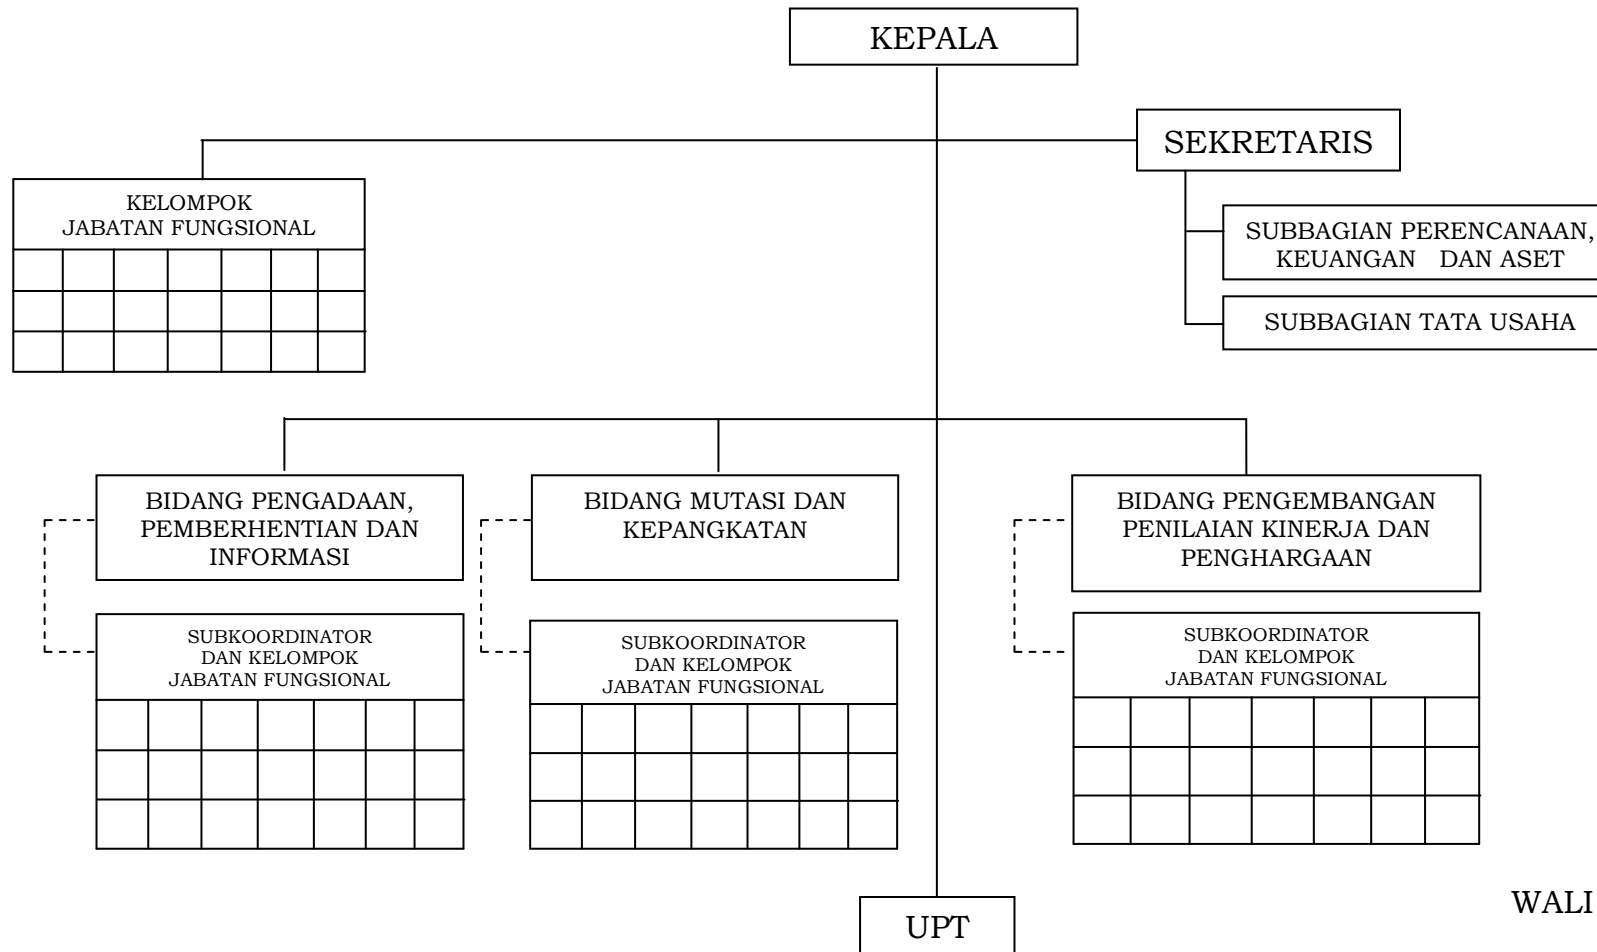 KEPALA
SEKRETARIS
KELOMPOK
JABATAN FUNGSIONAL
SUBBAGIAN PERENCANAAN,
KEUANGAN DAN ASET
SUBBAGIAN TATA USAHA
BIDANG PENGADAAN,
PEMBERHENTIAN DAN
INFORMASI
BIDANG MUTASI DAN
KEPANGKATAN
BIDANG PENGEMBANGAN
PENILAIAN KINERJA DAN
PENGHARGAAN
SUBKOORDINATOR
DAN KELOMPOK
JABATAN FUNGSIONAL
SUBKOORDINATOR
DAN KELOMPOK
JABATAN FUNGSIONAL
SUBKOORDINATOR
DAN KELOMPOK
JABATAN FUNGSIONAL
WALI
UPT